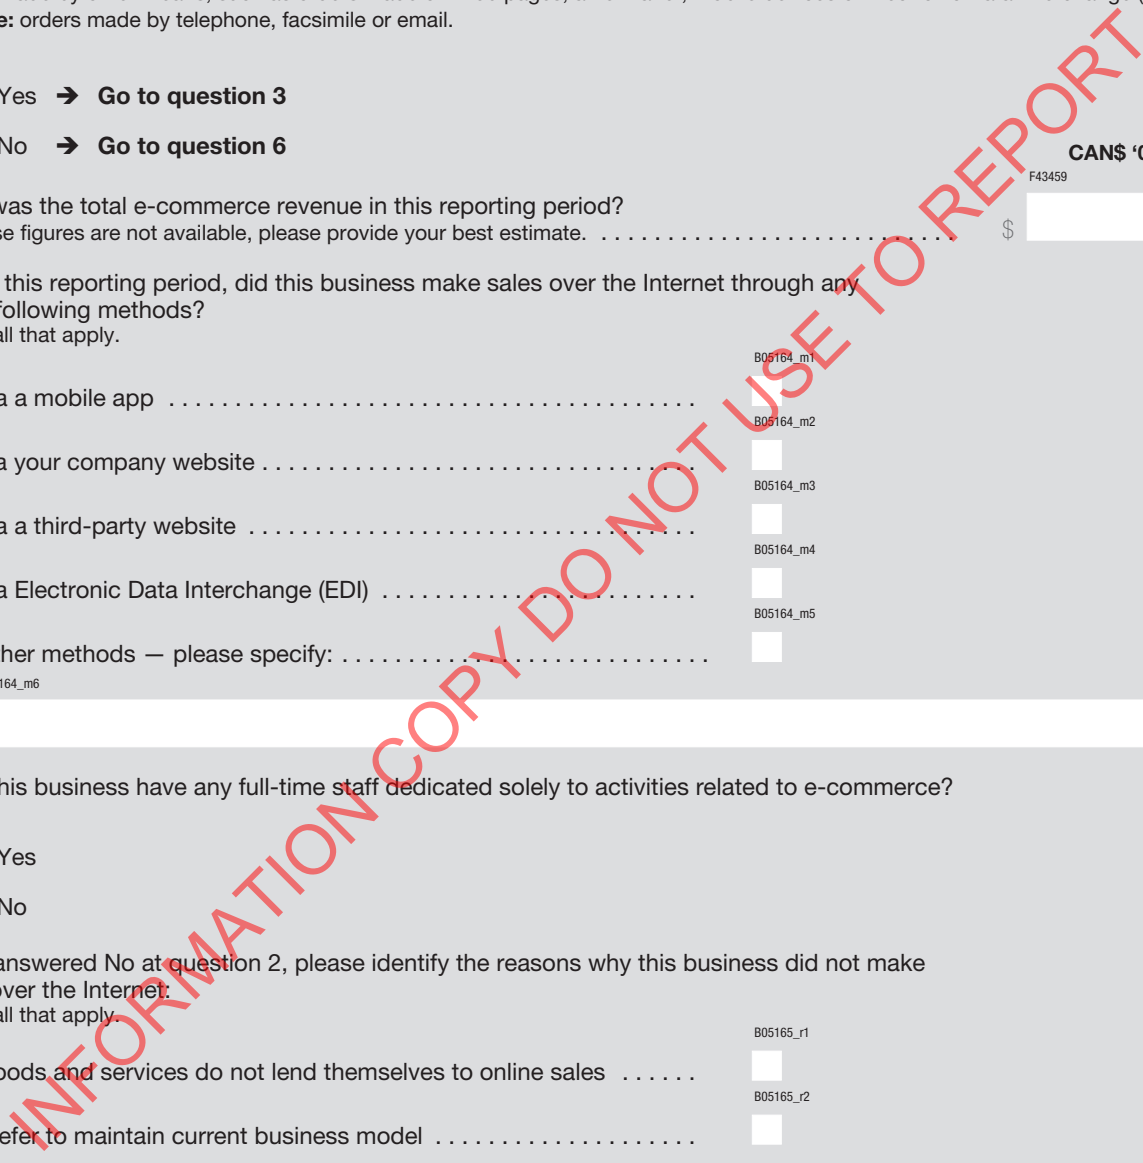 e: orders made by telephone, facsimile or email.
Yes ➔ Go to question 3
No ➔ Go to question 6
CAN$ ‘0
F43459
was the total e-commerce revenue in this reporting period?
se figures are not available, please provide your best estimate. . . . . . . . . . . . . . . . . . . . . . . . . . . . $
this reporting period, did this business make sales over the Internet through any
following methods?
all that apply.
B05164_m1
a a mobile app . . . . . . . . . . . . . . . . . . . . . . . . . . . . . . . . . . . . . . . .
B05164_m2
a your company website . . . . . . . . . . . . . . . . . . . . . . . . . . . . . . . . .
B05164_m3
a a third-party website . . . . . . . . . . . . . . . . . . . . . . . . . . . . . . . . . .
B05164_m4
a Electronic Data Interchange (EDI) . . . . . . . . . . . . . . . . . . . . . . . .
B05164_m5
her methods — please specify: . . . . . . . . . . . . . . . . . . . . . . . . . . . .
164_m6
his business have any full-time staff dedicated solely to activities related to e-commerce?
Yes
No
answered No at question 2, please identify the reasons why this business did not make
over the Internet:
all that apply.
B05165_r1
oods and services do not lend themselves to online sales . . . . . .
B05165_r2
efer to maintain current business model . . . . . . . . . . . . . . . . . . . .
INFORMATION COPY DO NOT USE TO REPORT